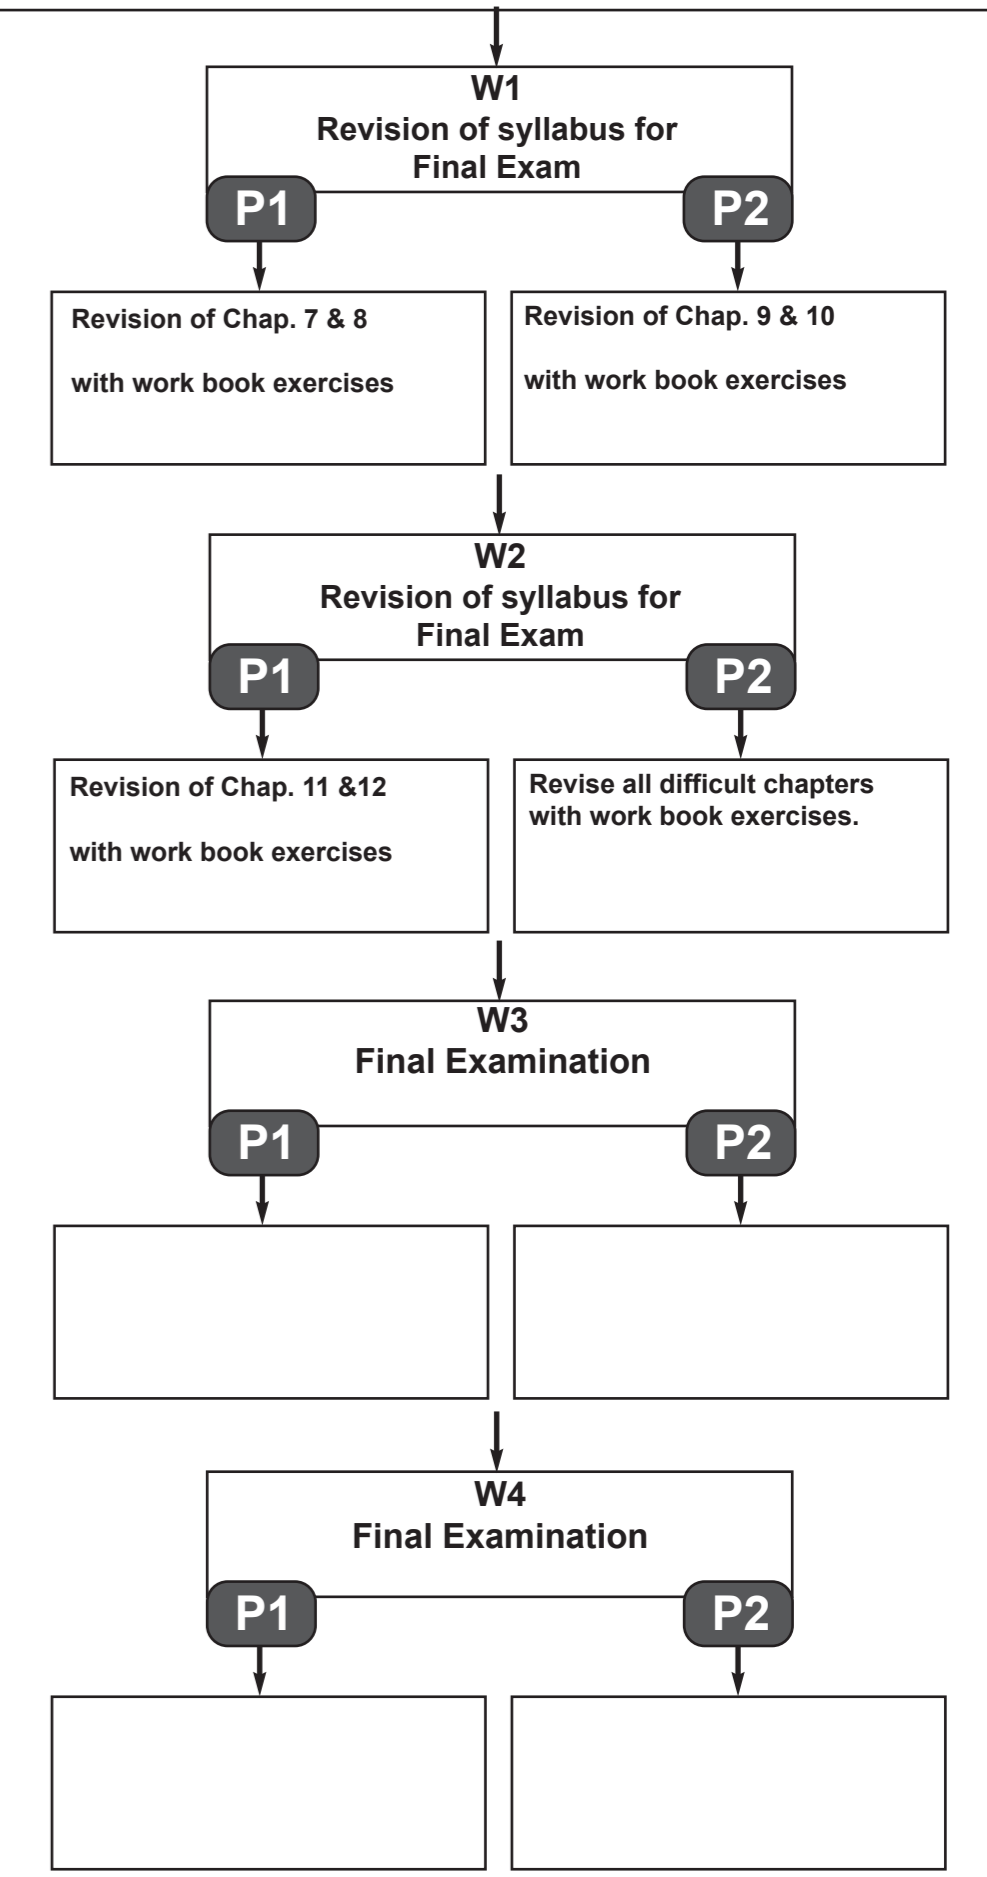 W1
Revision of syllabus for
Final Exam
P1
P2
Revision of Chap. 7 & 8
with work book exercises
Revision of Chap. 9 & 10
with work book exercises
W2
Revision of syllabus for
Final Exam
P1
P2
Revision of Chap. 11 &12
with work book exercises
Revise all difficult chapters
with work book exercises.
W3
Final Examination
P1
P2
W4
Final Examination
P1
P2